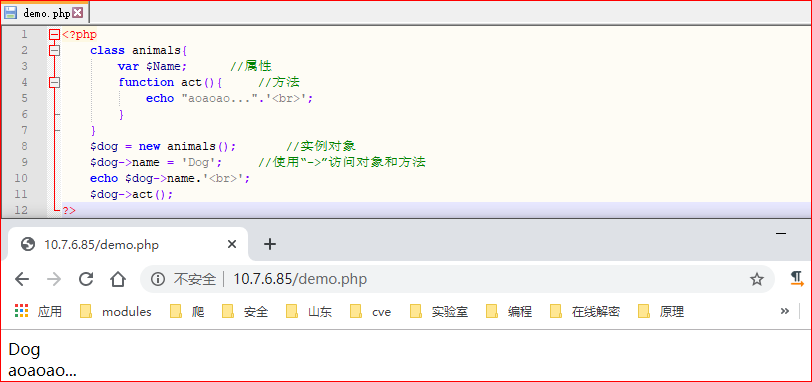 demo.php
1 <?php
2 class animals{
3 var $Name; //属性
4 function act(){ //方法
5 echo "aoaoao...".'<br>';
6 }
7 }
8 $dog = new animals(); //实例对象
9 $dog->name = 'Dog'; //使用“->”访问对象和方法
10 echo $dog->name.'<br>';
11 $dog->act();
12 ?>
10.7.6.85/demo.php
不安全 10.7.6.85/demo.php
应用 modules 爬 安全 山东 cve 实验室 编程 在线解密 原理 »
Dog
aoaoao...